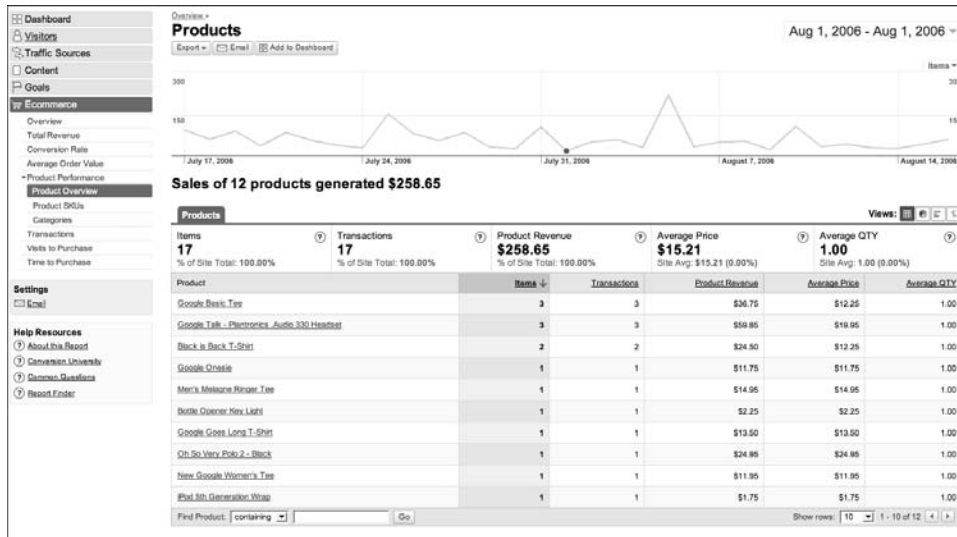 Dashboard
Visitors
Traffic Sources
Content
Goals
Ecommerce
Overview
Total Revenue
Conversion Rate
Average Order Value
Product Performance
Product Overview
Product SKUs
Categories
Transactions
Visits to Purchase
Time to Purchase
Settings
Email
Help Resources
? About this Report
? Conversion University
? Common Questions
? Report Finder
Overview »
Products
Aug 1, 2006 - Aug 1, 2006
Export Email Add to Dashboard
Items
300 30
150 15
July 17, 2006 July 24, 2006 July 31, 2006 August 7, 2006 August 14, 2006
Sales of 12 products generated $258.65
Products Views:
Items ? Transactions ? Product Revenue ? Average Price ? Average QTY ?
17 17 $258.65 $15.21 1.00
% of Site Total: 100.00% % of Site Total: 100.00% % of Site Total: 100.00% Site Avg: $15.21 (0.00%) Site Avg: 1.00 (0.00%)
Product Items ↓ Transactions Product Revenue Average Price Average QTY
Google Basic Tee 3 3 $36.75 $12.25 1.00
Google Talk - Plantronics .Audio 330 Headset 3 3 $59.85 $19.95 1.00
Black is Back T-Shirt 2 2 $24.50 $12.25 1.00
Google Onesie 1 1 $11.75 $11.75 1.00
Men's Ringer Tee 1 1 $14.95 $14.95 1.00
Bottle Opener Key Light 1 1 $2.25 $2.25 1.00
Google Goes Long T-Shirt 1 1 $13.50 $13.50 1.00
Oh So Very Polo 2 - Black 1 1 $24.95 $24.95 1.00
New Google Women's Tee 1 1 $11.95 $11.95 1.00
iPod 5th Generation Wrap 1 1 $1.75 $1.75 1.00
Find Product: containing Go Show rows: 10 1 - 10 of 12